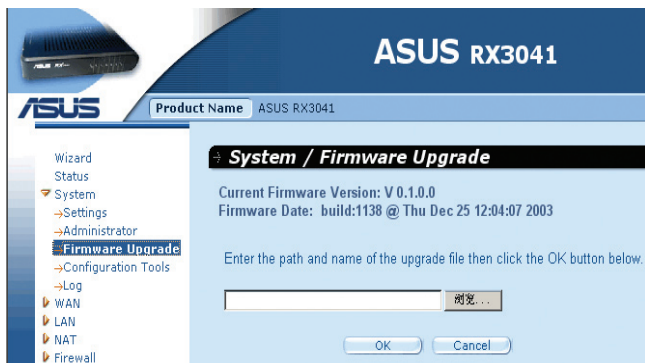 ASUS RX3041
ASUS
Product Name ASUS RX3041
Wizard
Status
System
→Settings
→Administrator
→Firmware Upgrade
→Configuration Tools
→Log
WAN
LAN
NAT
Firewall
System / Firmware Upgrade
Current Firmware Version: V 0.1.0.0
Firmware Date: build:1138 @ Thu Dec 25 12:04:07 2003
Enter the path and name of the upgrade file then click the OK button below.
浏览...
OK
Cancel